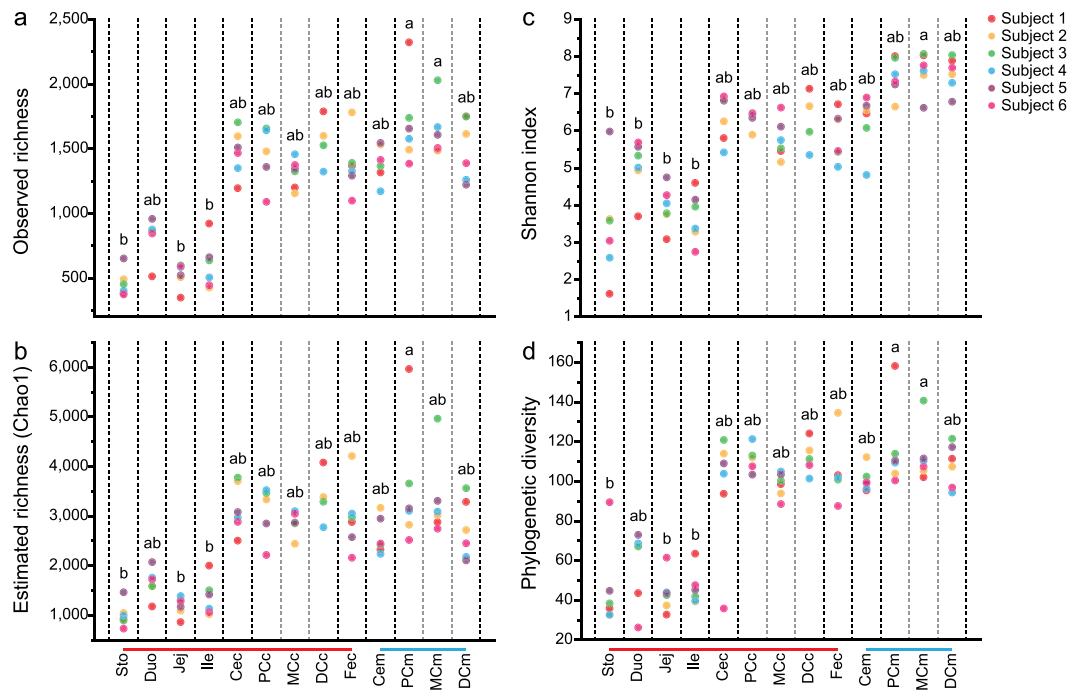 a
Observed richness
2,500
2,000
1,500
1,000
500
b
ab
b
b
ab
ab
ab
ab
ab
ab
a
a
ab
c
Shannon index
9
8
7
6
5
4
3
2
1
b
b
b
b
ab
ab
ab
ab
ab
ab
ab
a
ab
Subject 1
Subject 2
Subject 3
Subject 4
Subject 5
Subject 6
b
Estimated richness (Chao1)
6,000
5,000
4,000
3,000
2,000
1,000
b
ab
b
b
ab
ab
ab
ab
ab
ab
a
ab
ab
Sto
Duo
Jej
Ile
Cec
PCc
MCc
DCc
Fec
Cem
PCm
MCm
DCm
d
Phylogenetic diversity
160
140
120
100
80
60
40
20
b
ab
b
b
ab
ab
ab
ab
ab
ab
a
a
ab
Sto
Duo
Jej
Ile
Cec
PCc
MCc
DCc
Fec
Cem
PCm
MCm
DCm